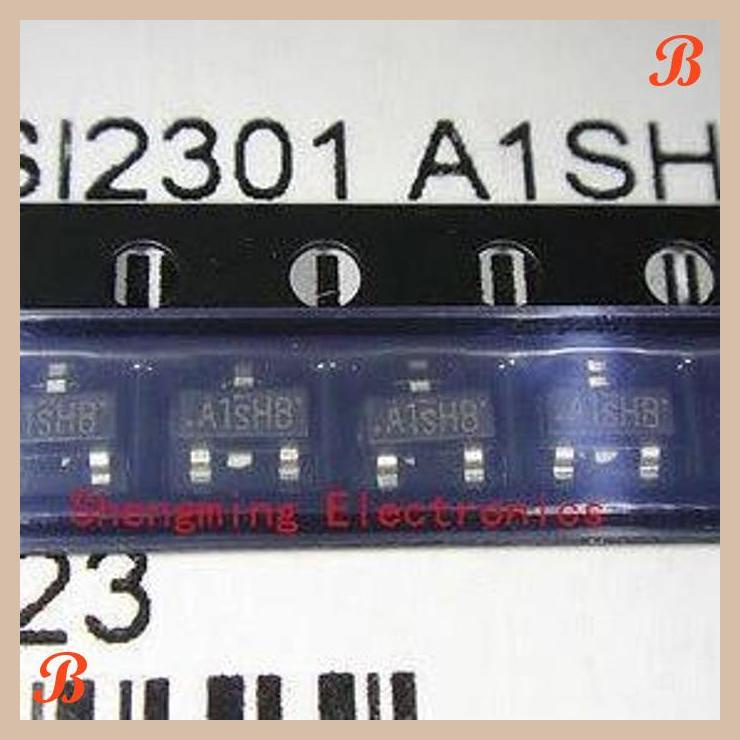 B
SI2301 A1SH
1SHB
.A1SHB
.A1SHB
.A1SHB
Shengming Electronics
23
B